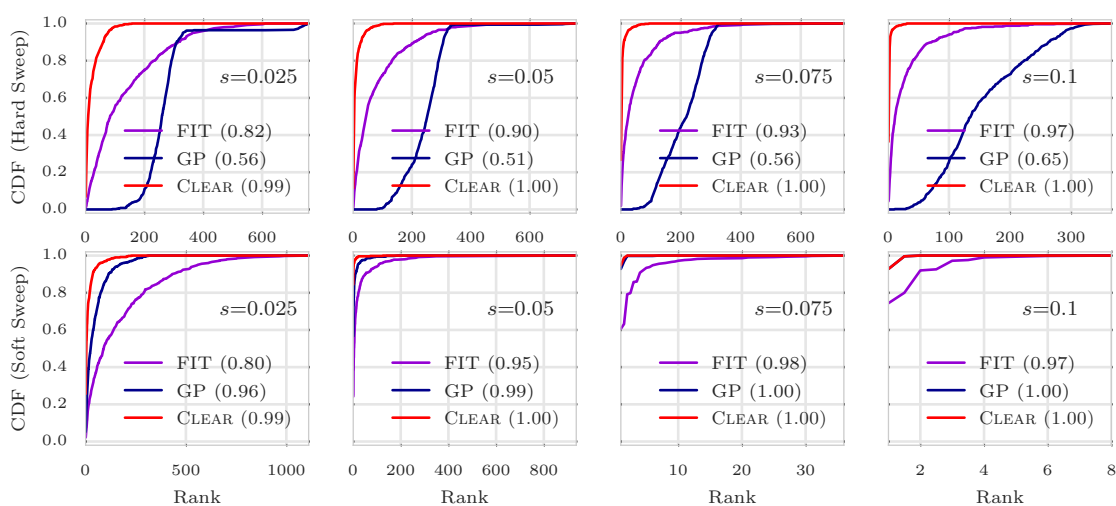 CDF (Hard Sweep)
1.0
0.8
0.6
0.4
0.2
0.0
s=0.025
FIT (0.82)
GP (0.56)
CLEAR (0.99)
0 200 400 600
s=0.05
FIT (0.90)
GP (0.51)
CLEAR (1.00)
0 200 400 600 800
s=0.075
FIT (0.93)
GP (0.56)
CLEAR (1.00)
0 200 400 600
s=0.1
FIT (0.97)
GP (0.65)
CLEAR (1.00)
0 100 200 300
CDF (Soft Sweep)
1.0
0.8
0.6
0.4
0.2
0.0
s=0.025
FIT (0.80)
GP (0.96)
CLEAR (0.99)
0 500 1000
Rank
s=0.05
FIT (0.95)
GP (0.99)
CLEAR (1.00)
0 200 400 600 800
Rank
s=0.075
FIT (0.98)
GP (1.00)
CLEAR (1.00)
10 20 30
Rank
s=0.1
FIT (0.97)
GP (1.00)
CLEAR (1.00)
2 4 6 8
Rank